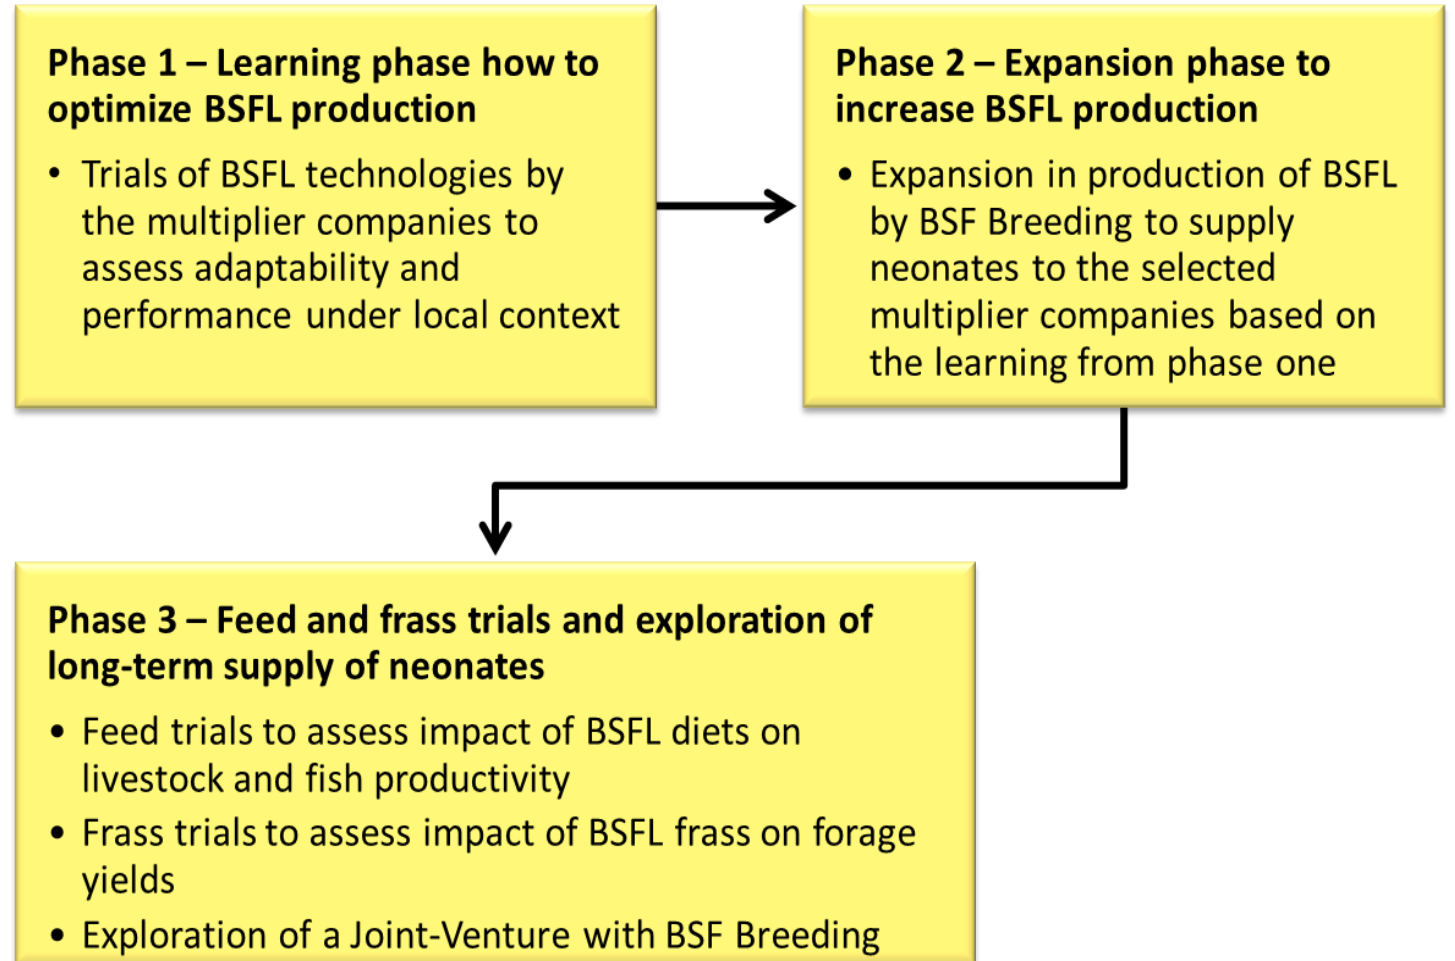 Phase 1 – Learning phase how to
optimize BSFL production
• Trials of BSFL technologies by
the multiplier companies to
assess adaptability and
performance under local context
Phase 2 – Expansion phase to
increase BSFL production
• Expansion in production of BSFL
by BSF Breeding to supply
neonates to the selected
multiplier companies based on
the learning from phase one
Phase 3 – Feed and frass trials and exploration of
long-term supply of neonates
• Feed trials to assess impact of BSFL diets on
livestock and fish productivity
• Frass trials to assess impact of BSFL frass on forage
yields
• Exploration of a Joint-Venture with BSF Breeding